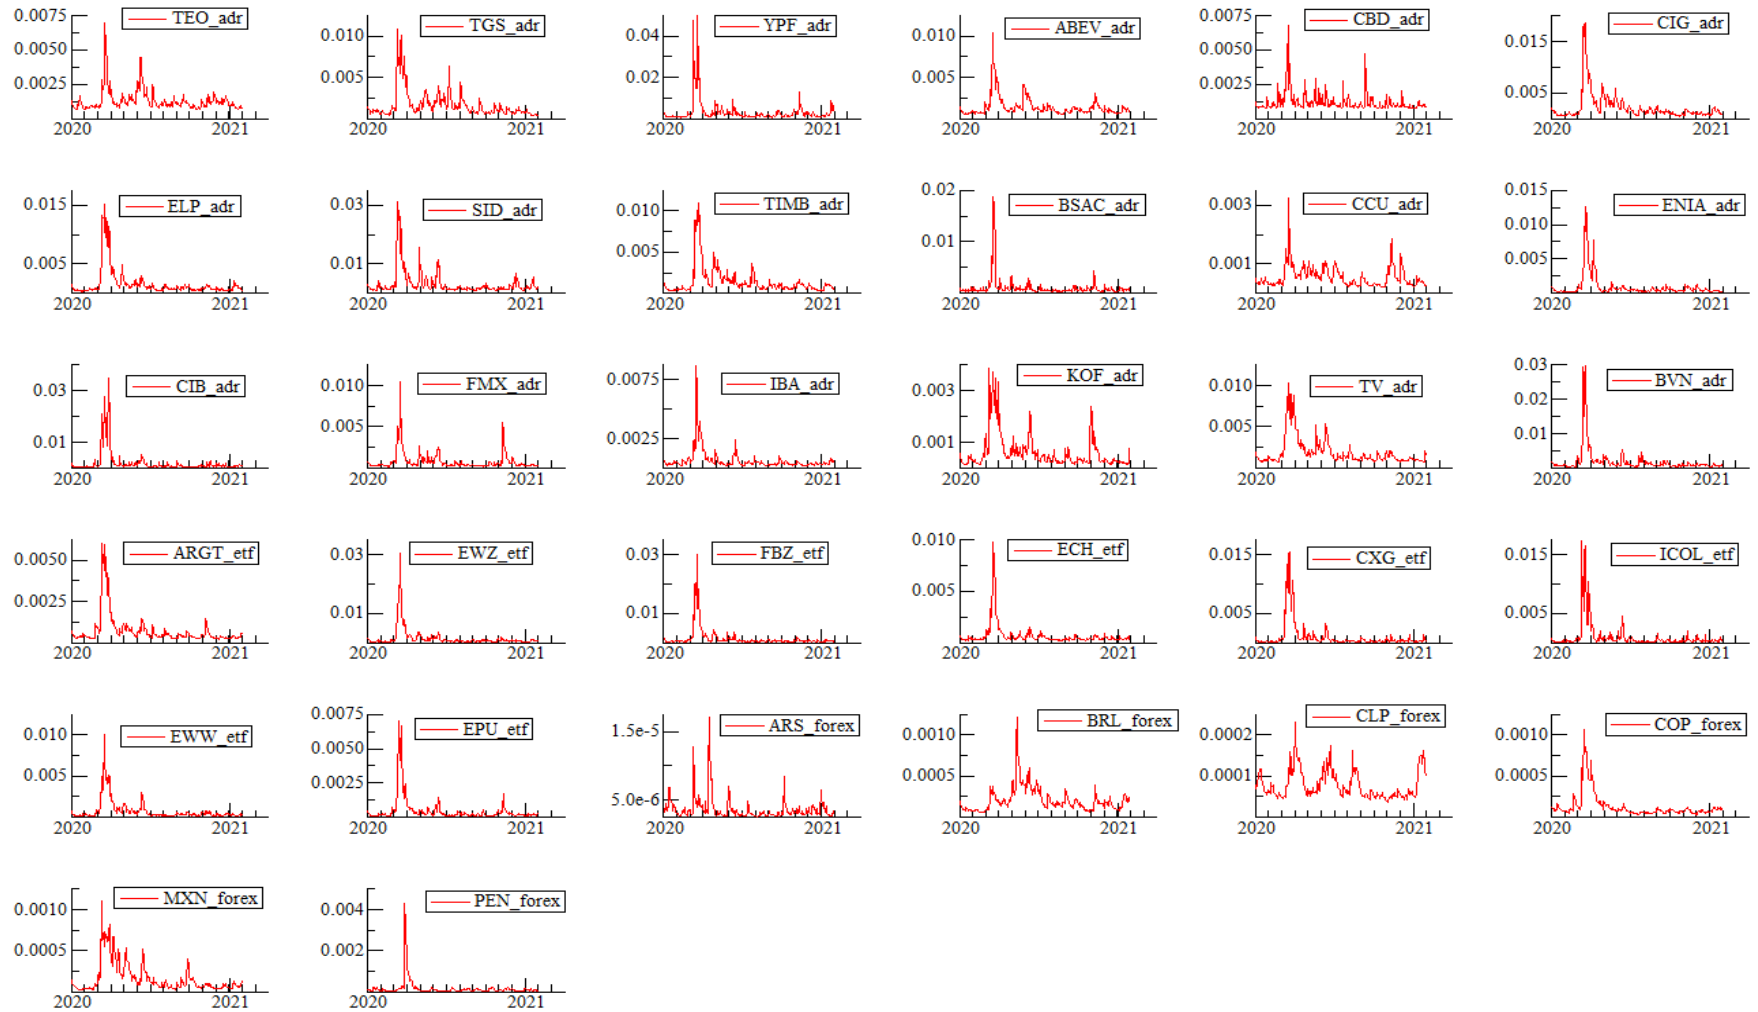 TEO_adr
0.0075
0.0050
0.0025
2020 2021
TGS_adr
0.010
0.005
2020 2021
YPF_adr
0.04
0.02
2020 2021
ABEV_adr
0.010
0.005
2020 2021
CBD_adr
0.0075
0.0050
0.0025
2020 2021
CIG_adr
0.015
0.005
2020 2021
ELP_adr
0.015
0.005
2020 2021
SID_adr
0.03
0.01
2020 2021
TIMB_adr
0.010
0.005
2020 2021
BSAC_adr
0.02
0.01
2020 2021
CCU_adr
0.003
0.001
2020 2021
ENIA_adr
0.015
0.010
0.005
2020 2021
CIB_adr
0.03
0.01
2020 2021
FMX_adr
0.010
0.005
2020 2021
IBA_adr
0.0075
0.0025
2020 2021
KOF_adr
0.003
0.001
2020 2021
TV_adr
0.010
0.005
2020 2021
BVN_adr
0.03
0.02
0.01
2020 2021
ARGT_etf
0.0050
0.0025
2020 2021
EWZ_etf
0.03
0.01
2020 2021
FBZ_etf
0.03
0.01
2020 2021
ECH_etf
0.010
0.005
2020 2021
CXG_etf
0.015
0.005
2020 2021
ICOL_etf
0.015
0.005
2020 2021
EWW_etf
0.010
0.005
2020 2021
EPU_etf
0.0075
0.0050
0.0025
2020 2021
ARS_forex
1.5e-5
5.0e-6
2020 2021
BRL_forex
0.0010
0.0005
2020 2021
CLP_forex
0.0002
0.0001
2020 2021
COP_forex
0.0010
0.0005
2020 2021
MXN_forex
0.0010
0.0005
2020 2021
PEN_forex
0.004
0.002
2020 2021